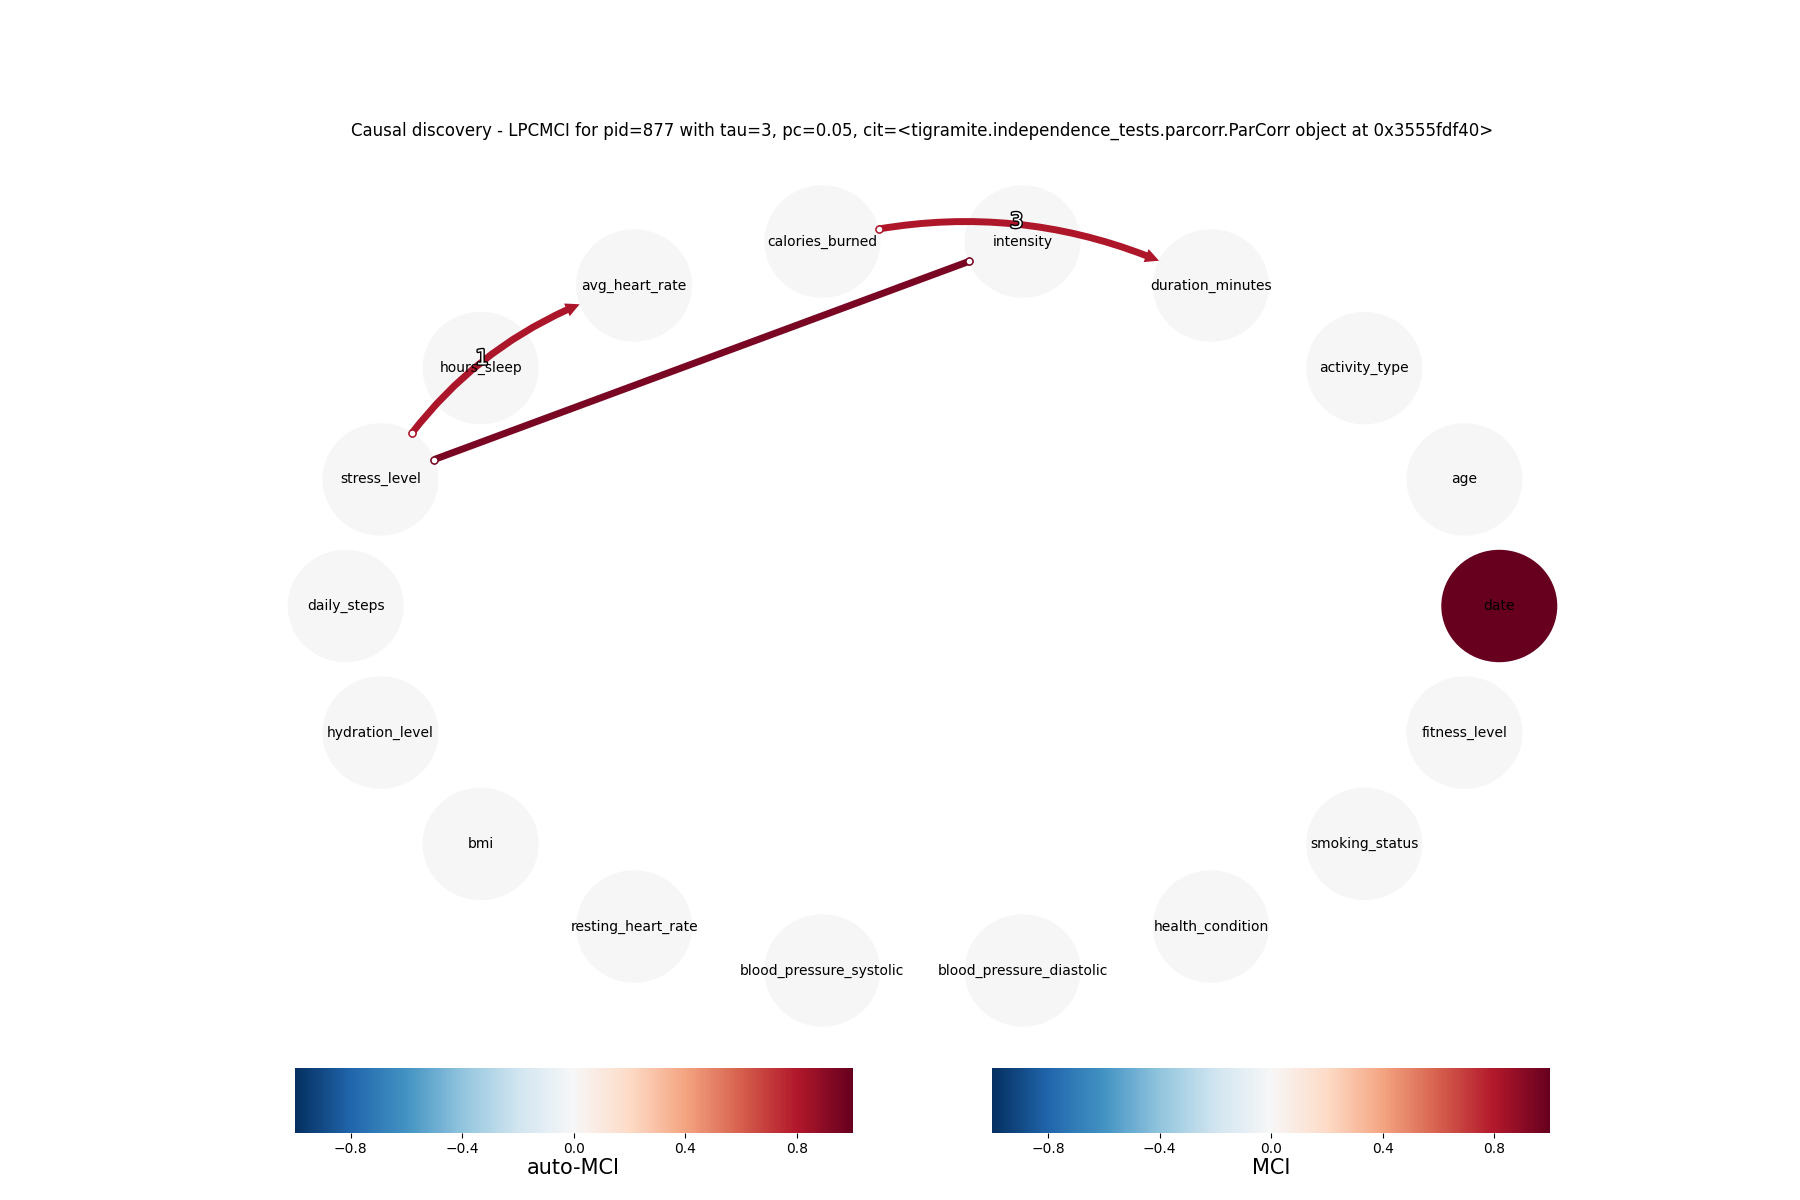 Causal discovery - LPCMCI for pid=877 with tau=3, pc=0.05, cit=<tigramite.independence_tests.parcorr.ParCorr object at 0x3555fdf40>
3
calories_burned
intensity
avg_heart_rate
duration_minutes
1
hours_sleep
activity_type
stress_level
age
daily_steps
date
hydration_level
fitness_level
bmi
smoking_status
resting_heart_rate
health_condition
blood_pressure_systolic
blood_pressure_diastolic
−0.8 −0.4 0.0 0.4 0.8
auto-MCI
−0.8 −0.4 0.0 0.4 0.8
MCI